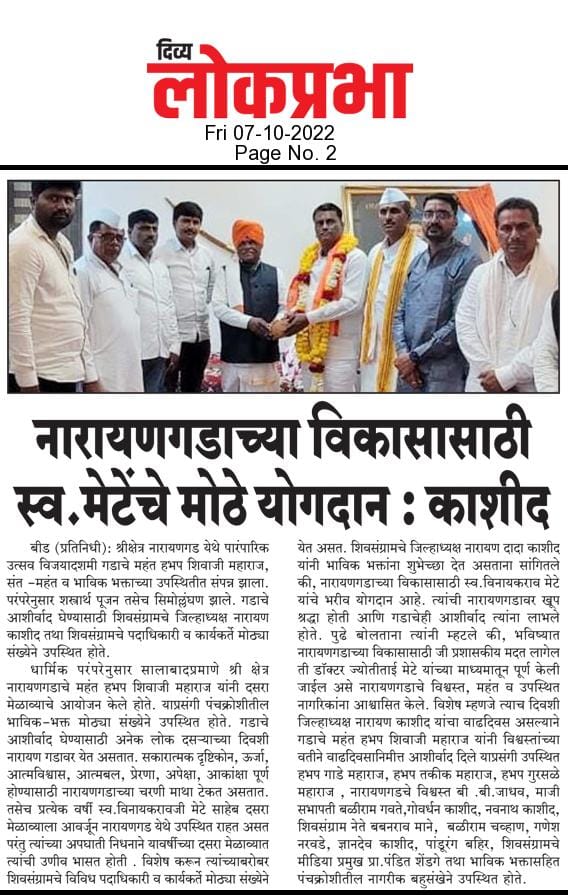 दिव्य
लोकप्रभा
Fri 07-10-2022
Page No. 2
नारायणगडाच्या विकासासाठी
स्व.मेटेंचे मोठे योगदान : काशीद
बीड (प्रतिनिधी): श्रीक्षेत्र नारायणगड येथे पारंपारिक
उत्सव विजयादशमी गडाचे महंत हभप शिवाजी महाराज,
संत -महंत व भाविक भक्ताच्या उपस्थितीत संपन्न झाला.
परंपरेनुसार शस्त्रार्थ पूजन तसेच सिमोल्लंघण झाले. गडाचे
आशीर्वाद घेण्यासाठी शिवसंग्रामचे जिल्हाध्यक्ष नारायण
काशीद तथा शिवसंग्रामचे पदाधिकारी व कार्यकर्ते मोठ्या
संख्येने उपस्थित होते.
धार्मिक परंपरेनुसार सालाबादप्रमाणे श्री क्षेत्र
नारायणगडाचे महंत हभप शिवाजी महाराज यांनी दसरा
मेळाव्याचे आयोजन केले होते. याप्रसंगी पंचक्रोशीतील
भाविक-भक्त मोठ्या संख्येने उपस्थित होते. गडाचे
आशीर्वाद घेण्यासाठी अनेक लोक दसऱ्याच्या दिवशी
नारायण गडावर येत असतात. सकारात्मक दृष्टिकोन, ऊर्जा,
आत्मविश्वास, आत्मबल, प्रेरणा, अपेक्षा, आकांक्षा पूर्ण
होण्यासाठी नारायणगडाच्या चरणी माथा टेकत असतात.
तसेच प्रत्येक वर्षी स्व.विनायकरावजी मेटे साहेब दसरा
मेळाव्याला आवर्जून नारायणगड येथे उपस्थित राहत असत
परंतु त्यांच्या अपघाती निधनाने यावर्षीच्या दसरा मेळाव्यात
त्यांची उणीव भासत होती . विशेष करून त्यांच्याबरोबर
शिवसंग्रामचे विविध पदाधिकारी व कार्यकर्ते मोठ्या संख्येने
येत असत. शिवसंग्रामचे जिल्हाध्यक्ष नारायण दादा काशीद
यांनी भाविक भक्तांना शुभेच्छा देत असताना सांगितले
की, नारायणगडाच्या विकासासाठी स्व.विनायकराव मेटे
यांचे भरीव योगदान आहे. त्यांची नारायणगडावर खूप
श्रद्धा होती आणि गडाचेही आशीर्वाद त्यांना लाभले
होते. पुढे बोलताना त्यांनी म्हटले की, भविष्यात
नारायणगडाच्या विकासासाठी जी प्रशासकीय मदत लागेल
ती डॉक्टर ज्योतीताई मेटे यांच्या माध्यमातून पूर्ण केली
जाईल असे नारायणगडाचे विश्वस्त, महंत व उपस्थित
नागरिकांना आश्वासित केले. विशेष म्हणजे त्याच दिवशी
जिल्हाध्यक्ष नारायण काशीद यांचा वाढदिवस असल्याने
गडाचे महंत हभप शिवाजी महाराज यांनी विश्वस्तांच्या
वतीने वाढदिवसानिमीत्त आशीर्वाद दिले याप्रसंगी उपस्थित
हभप गाडे महाराज, हभप तकीक महाराज, हभप गुरसळे
महाराज , नारायणगडचे विश्वस्त बी .बी.जाधव, माजी
सभापती बळीराम गवते,गोवर्धन काशीद, नवनाथ काशीद,
शिवसंग्राम नेते बबनराव माने, बळीराम चव्हाण, गणेश
नरवडे, ज्ञानदेव काशीद, पांडूरंग बहिर, शिवसंग्रामचे
मीडिया प्रमुख प्रा.पंडित शेंडगे तथा भाविक भक्तासहित
पंचक्रोशीतील नागरीक बहुसंखेने उपस्थित होते.